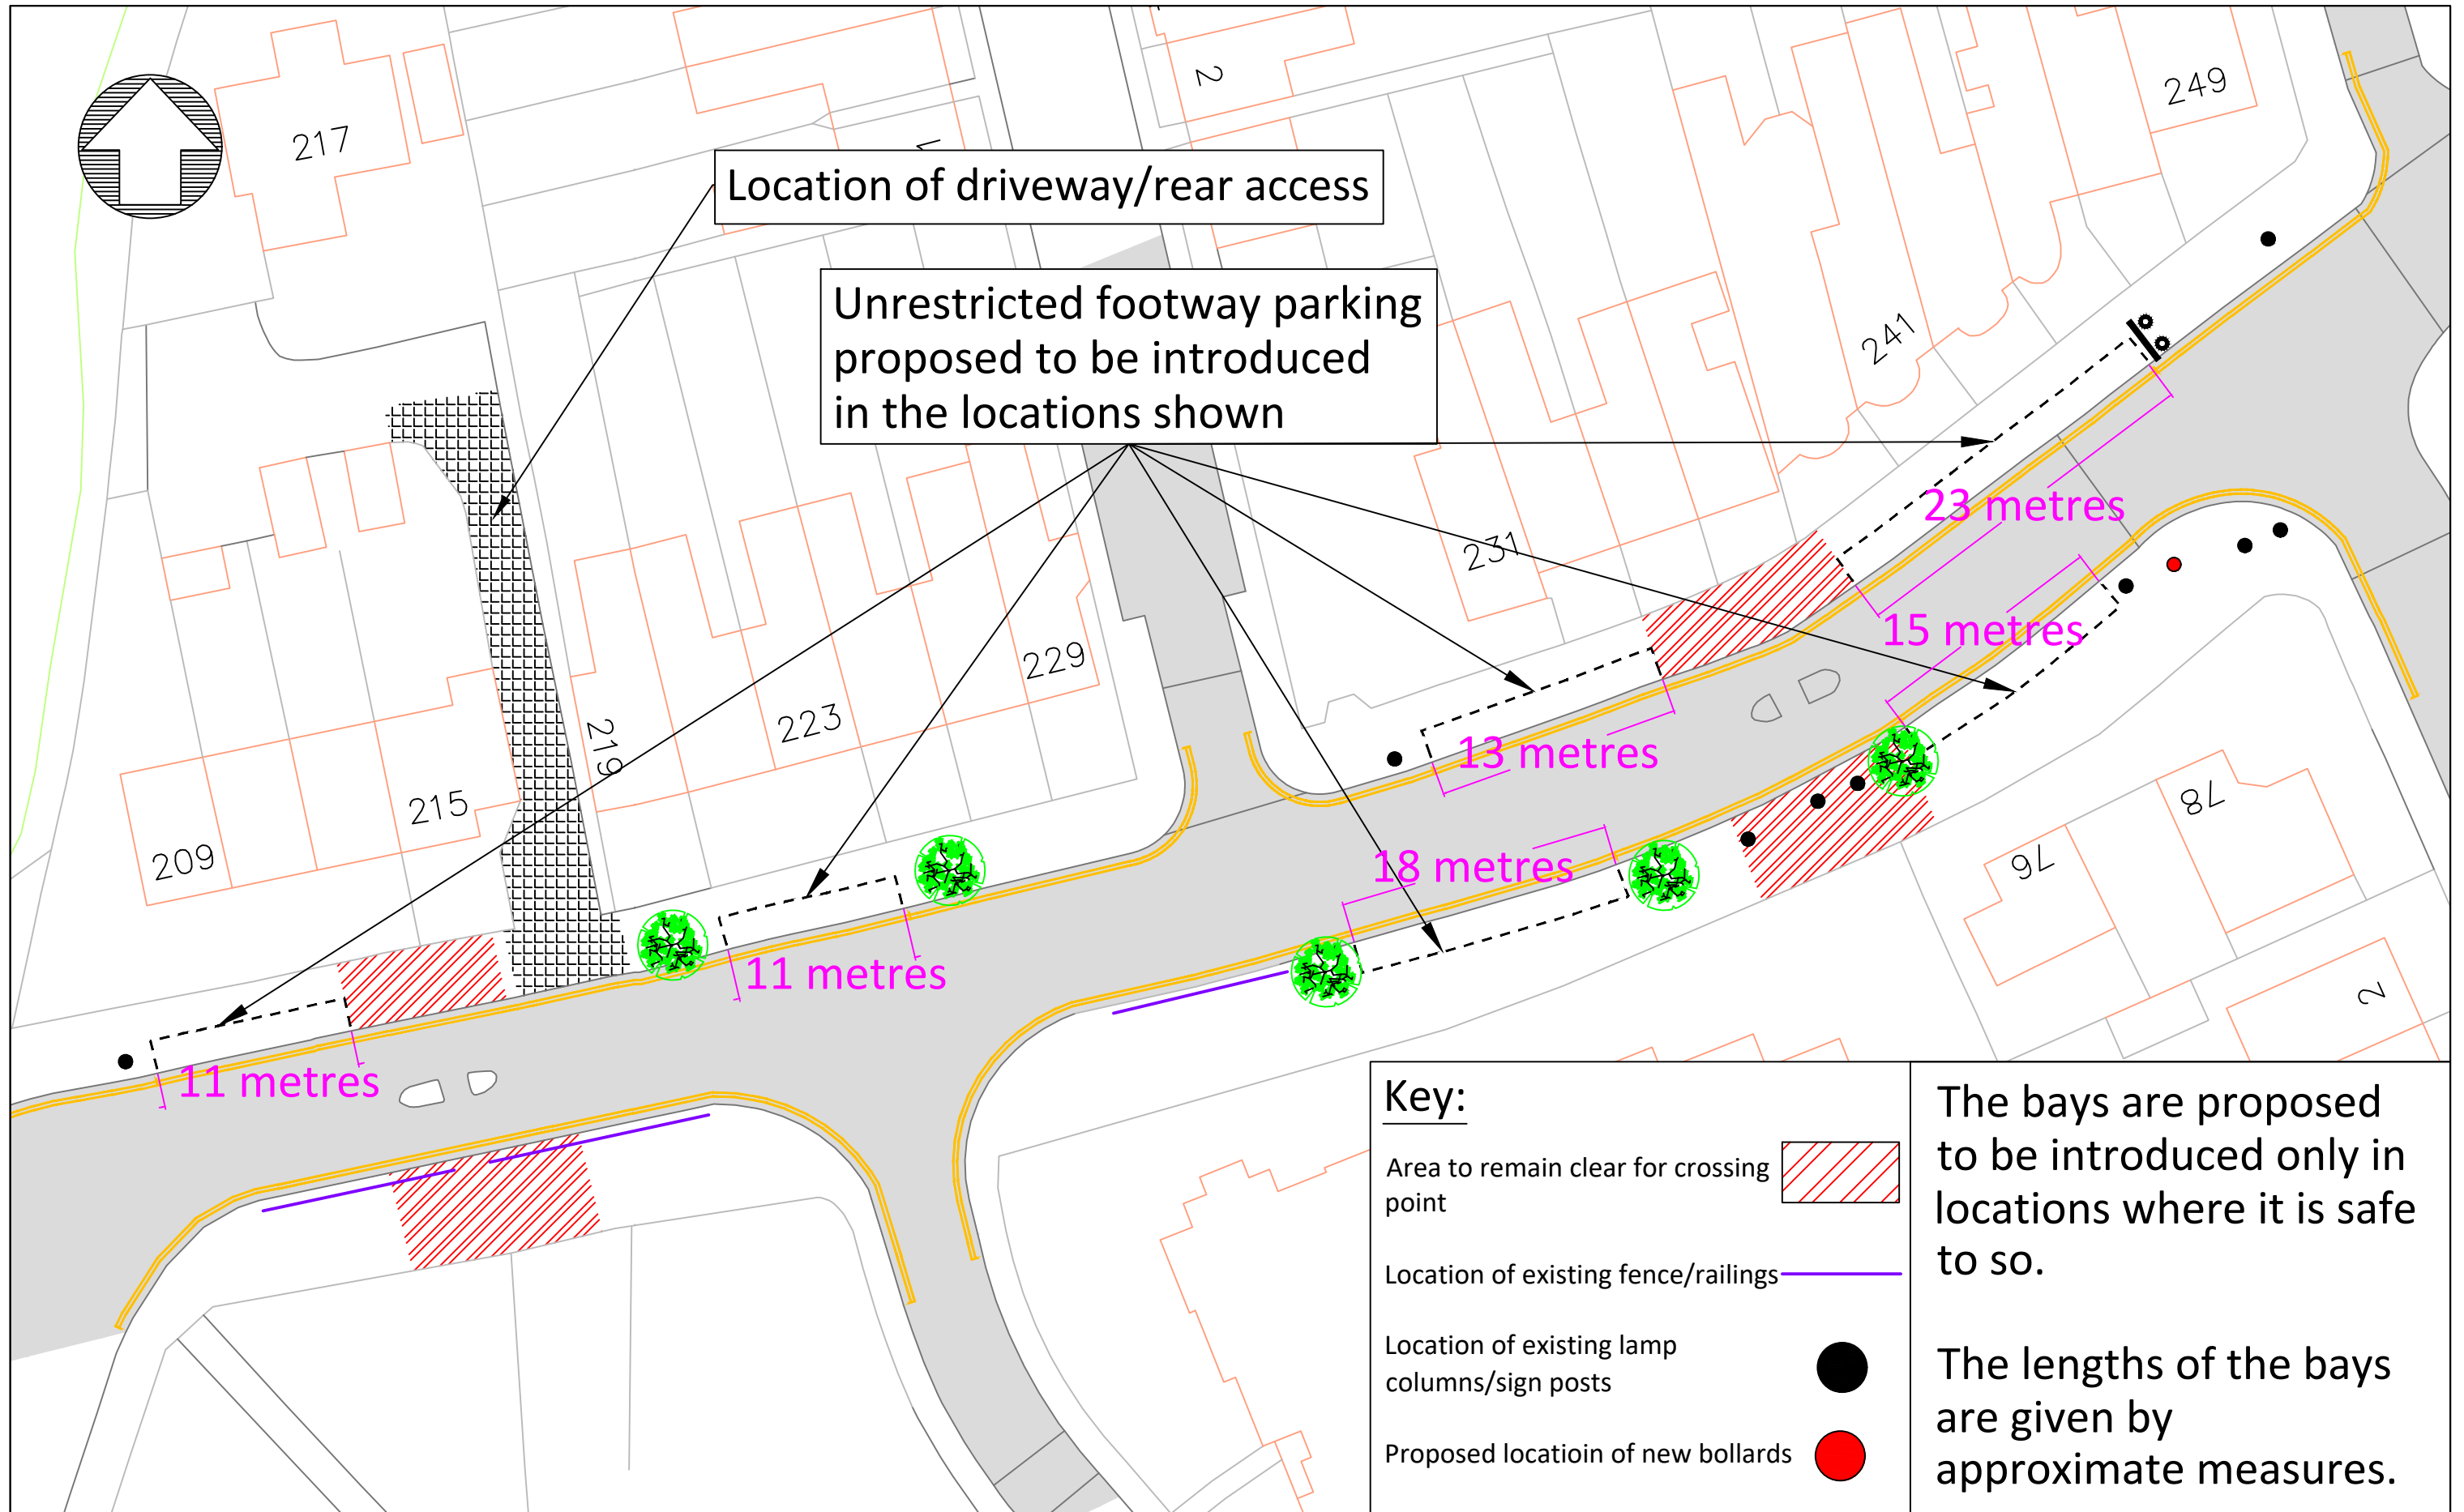 217
2
249
Location of driveway/rear access
Unrestricted footway parking
proposed to be introduced
in the locations shown
241
231
23 metres
15 metres
229
223
219
13 metres
215
209
78
76
18 metres
11 metres
11 metres
2
Key:
Area to remain clear for crossing
point
Location of existing fence/railings
Location of existing lamp
columns/sign posts
Proposed locatioin of new bollards
The bays are proposed
to be introduced only in
locations where it is safe
to so.
The lengths of the bays
are given by
approximate measures.